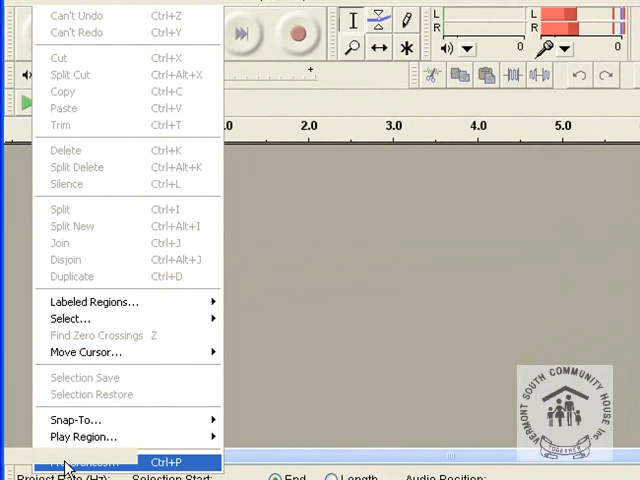 Can't Undo Ctrl+Z
Can't Redo Ctrl+Y
Cut Ctrl+X
Split Cut Ctrl+Alt+X
Copy Ctrl+C
Paste Ctrl+V
Trim Ctrl+T
Delete Ctrl+K
Split Delete Ctrl+Alt+K
Silence Ctrl+L
Split Ctrl+I
Split New Ctrl+Alt+I
Join Ctrl+J
Disjoin Ctrl+Alt+J
Duplicate Ctrl+D
Labeled Regions...
Select...
Find Zero Crossings Z
Move Cursor...
Selection Save
Selection Restore
Snap-To...
Play Region...
Ctrl+P
L
R
0
L
R
0
.0 2.0 3.0 4.0 5.0
VERMONT SOUTH COMMUNITY HOUSE INC
TOGETHER
Project Rate (Hz): Selection Start: End Length Audio Position: